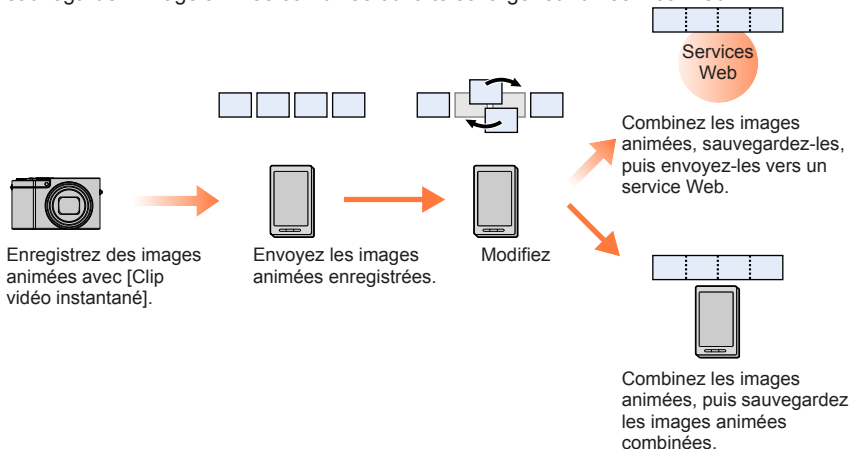 Services
Web
Combinez les images
animées, sauvegardez-les,
puis envoyez-les vers un
service Web.
Enregistrez des images
animées avec [Clip
vidéo instantané].
Envoyez les images
animées enregistrées.
Modifiez
Combinez les images
animées, puis sauvegardez
les images animées
combinées.